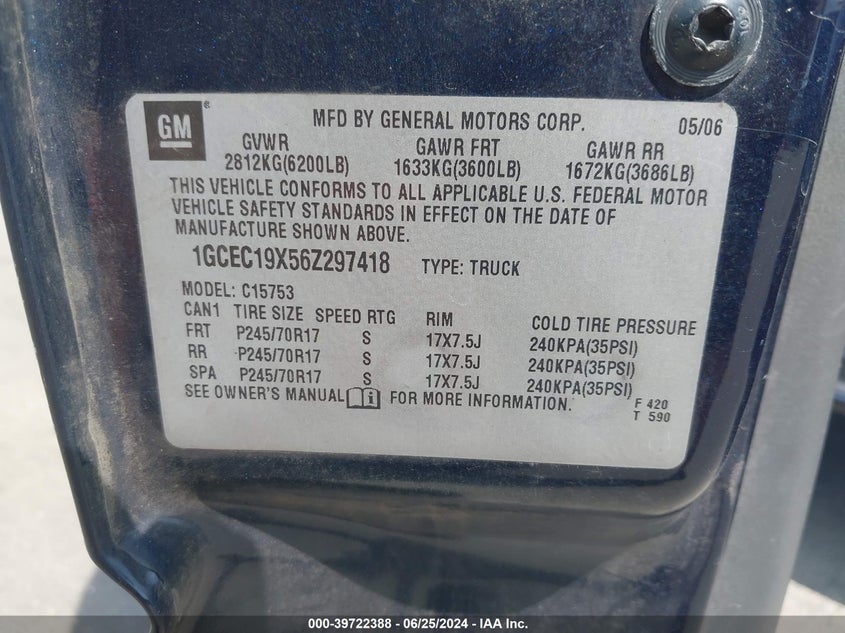 GM ® MFD BY GENERAL MOTORS CORP. 05/06
GVWR GAWR FRT GAWR RR
2812KG(6200LB) 1633KG(3600LB) 1672KG(3686LB)
THIS VEHICLE CONFORMS TO ALL APPLICABLE U.S. FEDERAL MOTOR
VEHICLE SAFETY STANDARDS IN EFFECT ON THE DATE OF
MANUFACTURE SHOWN ABOVE.
1GCEC19X56Z297418 TYPE: TRUCK
MODEL: C15753
CAN1 TIRE SIZE SPEED RTG RIM COLD TIRE PRESSURE
FRT P245/70R17 S 17X7.5J 240KPA(35PSI)
RR P245/70R17 S 17X7.5J 240KPA(35PSI)
SPA P245/70R17 S 17X7.5J 240KPA(35PSI)
SEE OWNER'S MANUAL FOR MORE INFORMATION.
F 420
T 590
000-39722388 - 06/25/2024 - IAA Inc.